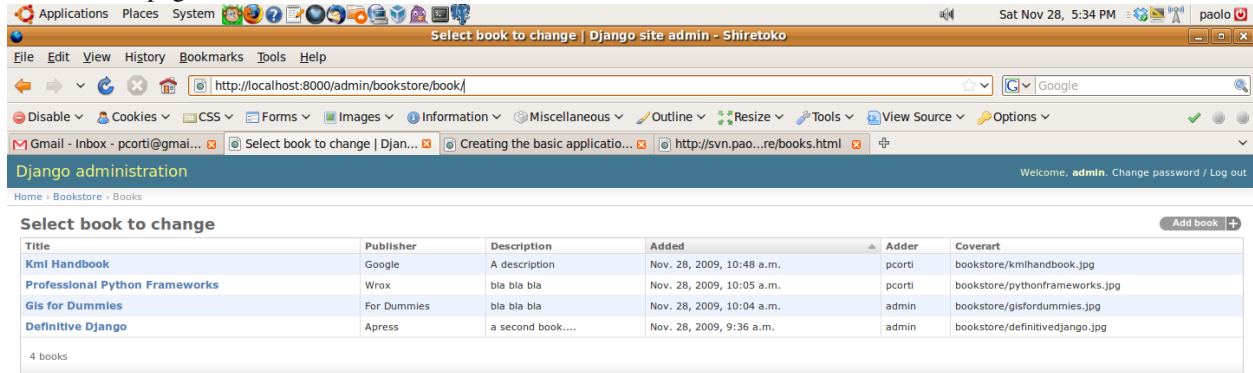 Applications Places System Sat Nov 28, 5:34 PM paolo
Select book to change | Django site admin - Shiretoko
File Edit View History Bookmarks Tools Help
http://localhost:8000/admin/bookstore/book/ G Google
Disable Cookies CSS Forms Images Information Miscellaneous Outline Resize Tools View Source Options
Gmail - Inbox - pcorti@gmai... Select book to change | Djan... Creating the basic applicatio... http://svn.pao...re/books.html
Django administration Welcome, admin. Change password / Log out
Home › Bookstore › Books
Select book to change Add book +
Title Publisher Description Added Adder Coverart
Kml Handbook Google A description Nov. 28, 2009, 10:48 a.m. pcorti bookstore/kmlhandbook.jpg
Professional Python Frameworks Wrox bla bla bla Nov. 28, 2009, 10:05 a.m. pcorti bookstore/pythonframeworks.jpg
Gis for Dummies For Dummies bla bla bla Nov. 28, 2009, 10:04 a.m. admin bookstore/gisfordummies.jpg
Definitive Django Apress a second book.... Nov. 28, 2009, 9:36 a.m. admin bookstore/definitivedjango.jpg
4 books